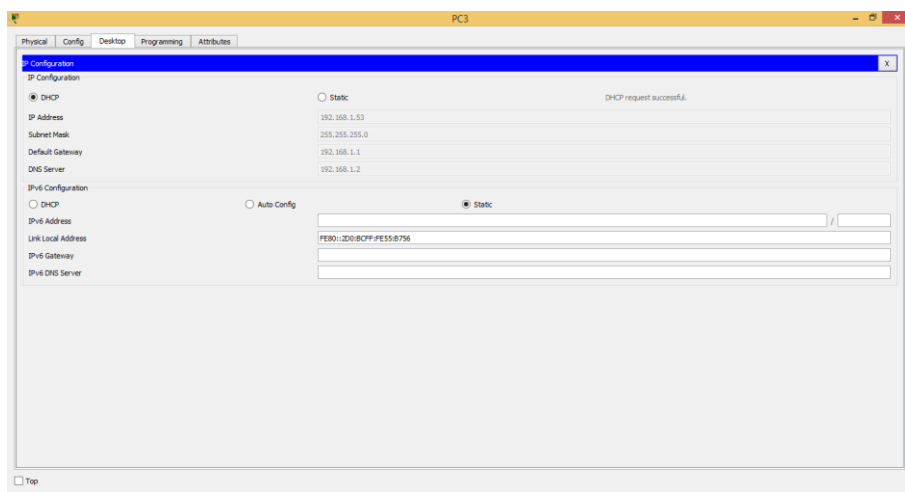 PC3
Physical Config Desktop Programming Attributes
IP Configuration X
IP Configuration
DHCP Static DHCP request successful.
IP Address 192.168.1.53
Subnet Mask 255.255.255.0
Default Gateway 192.168.1.1
DNS Server 192.168.1.2
IPv6 Configuration
DHCP Auto Config Static
IPv6 Address /
Link Local Address FE80::2D0:BCFF:FE55:B756
IPv6 Gateway
IPv6 DNS Server
Top